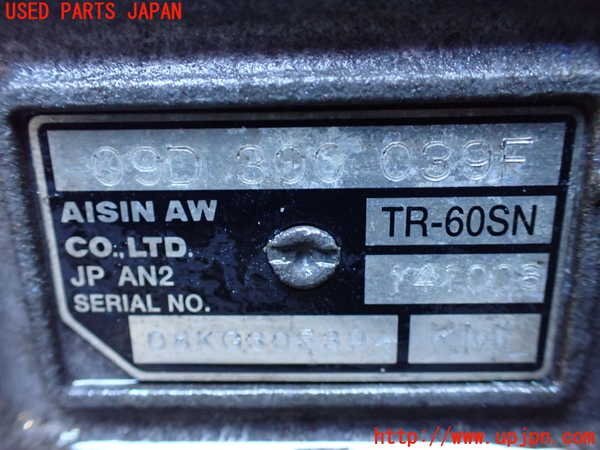 USED PARTS JAPAN
09D 300 039F
AISIN AW
CO.,LTD.
TR-60SN
JP AN2
SERIAL NO.
http://www.upjpn.com